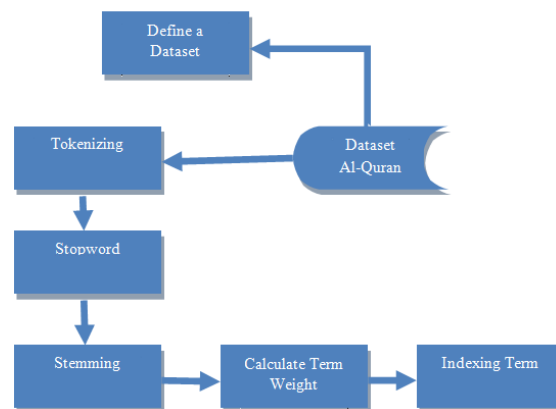 Define a
Dataset
Dataset
Al-Quran
Tokenizing
Stopword
Stemming
Calculate Term
Weight
Indexing Term